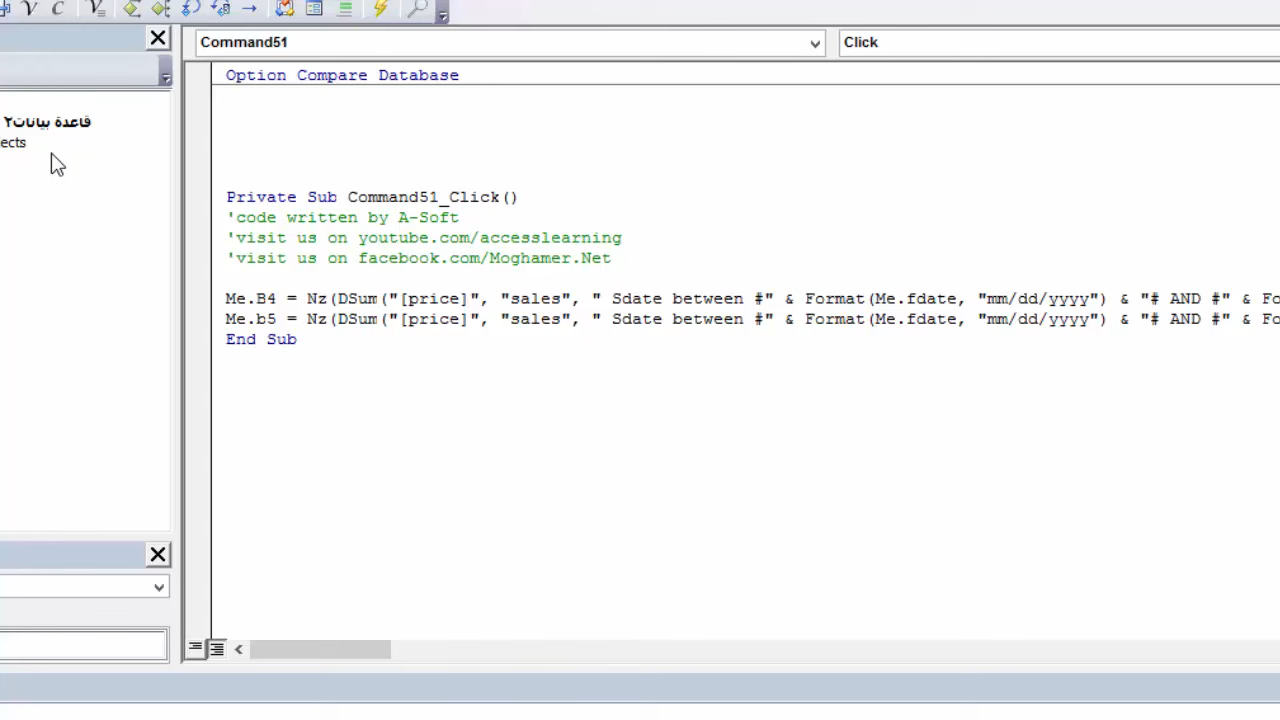 Command51
Click
Option Compare Database
قاعدة بيانات٢
ects
Private Sub Command51_Click()
'code written by A-Soft
'visit us on youtube.com/accesslearning
'visit us on facebook.com/Moghamer.Net
Me.B4 = Nz(DSum("[price]", "sales", " Sdate between #" & Format(Me.fdate, "mm/dd/yyyy") & "# AND #" & Fo
Me.b5 = Nz(DSum("[price]", "sales", " Sdate between #" & Format(Me.fdate, "mm/dd/yyyy") & "# AND #" & Fo
End Sub